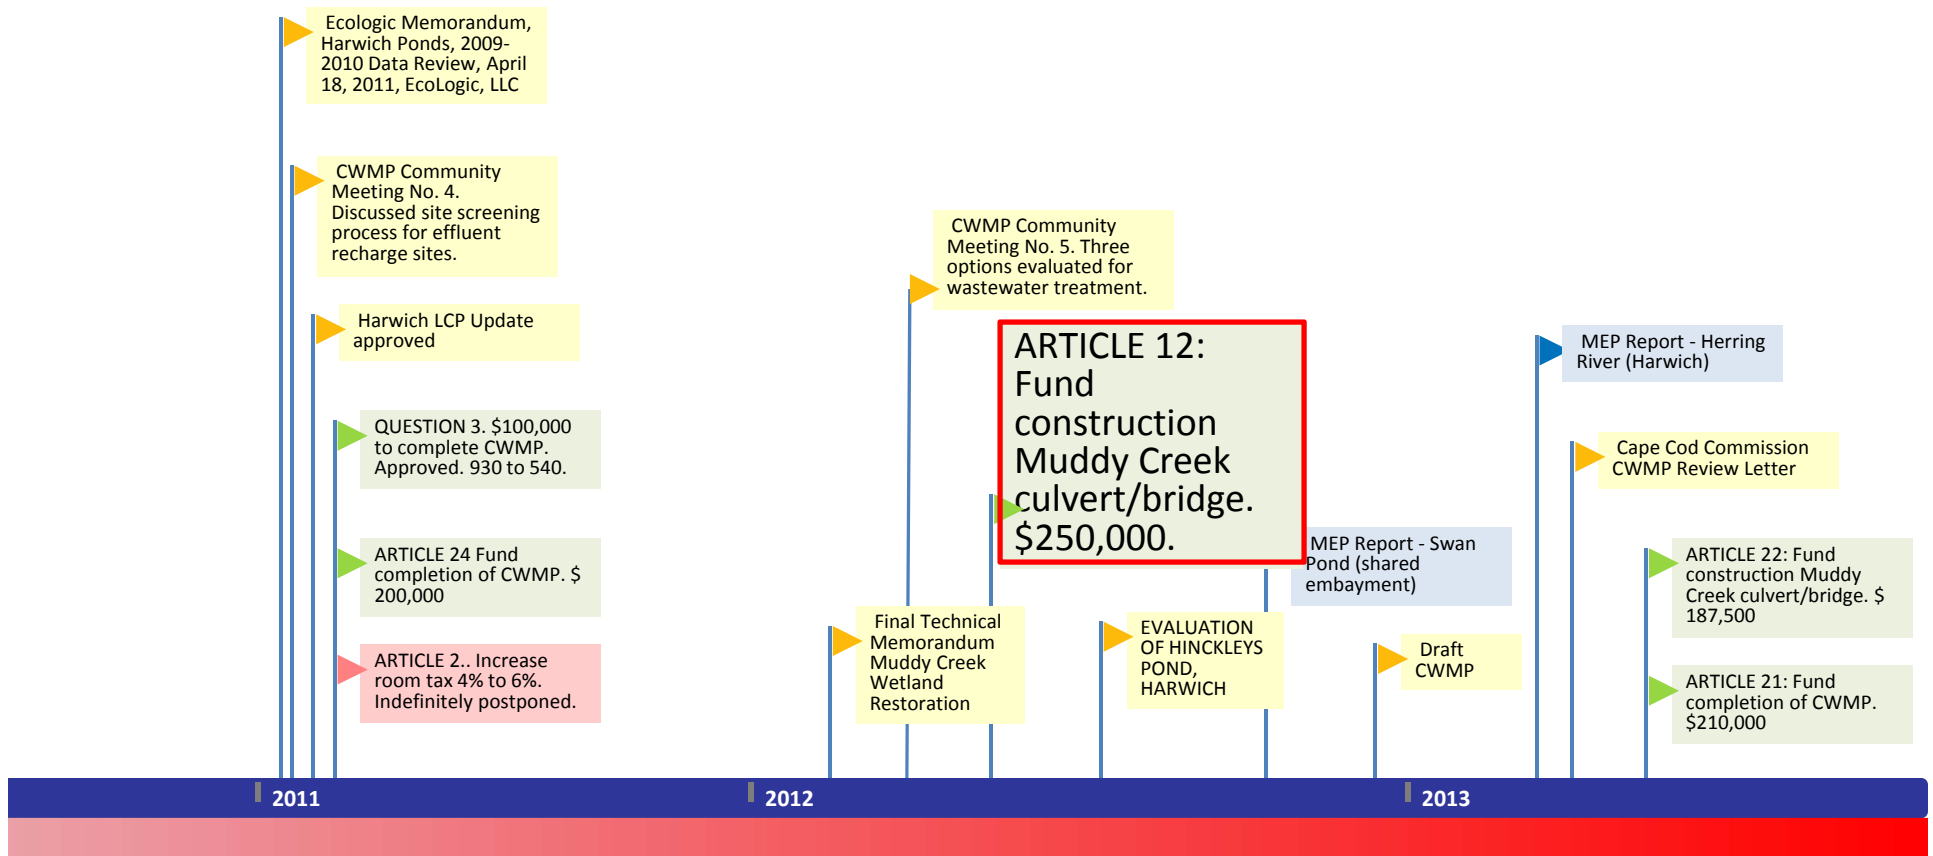 Ecologic Memorandum,
Harwich Ponds, 2009-
2010 Data Review, April
18, 2011, EcoLogic, LLC
CWMP Community
Meeting No. 4.
Discussed site screening
process for effluent
recharge sites.
Harwich LCP Update
approved
QUESTION 3. $100,000
to complete CWMP.
Approved. 930 to 540.
ARTICLE 24 Fund
completion of CWMP. $
200,000
ARTICLE 2.. Increase
room tax 4% to 6%.
Indefinitely postponed.
CWMP Community
Meeting No. 5. Three
options evaluated for
wastewater treatment.
ARTICLE 12:
Fund
construction
Muddy Creek
culvert/bridge.
$250,000.
Final Technical
Memorandum
Muddy Creek
Wetland
Restoration
EVALUATION
OF HINCKLEYS
POND,
HARWICH
MEP Report - Swan
Pond (shared
embayment)
Draft
CWMP
MEP Report - Herring
River (Harwich)
Cape Cod Commission
CWMP Review Letter
ARTICLE 22: Fund
construction Muddy
Creek culvert/bridge. $
187,500
ARTICLE 21: Fund
completion of CWMP.
$210,000
2011
2012
2013